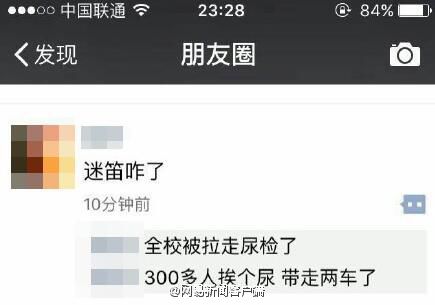 中国联通 23:28 84%
发现 朋友圈
迷笛咋了
10分钟前
全校被拉走尿检了
300多人挨个尿 带走两车了
@网易新闻客户端